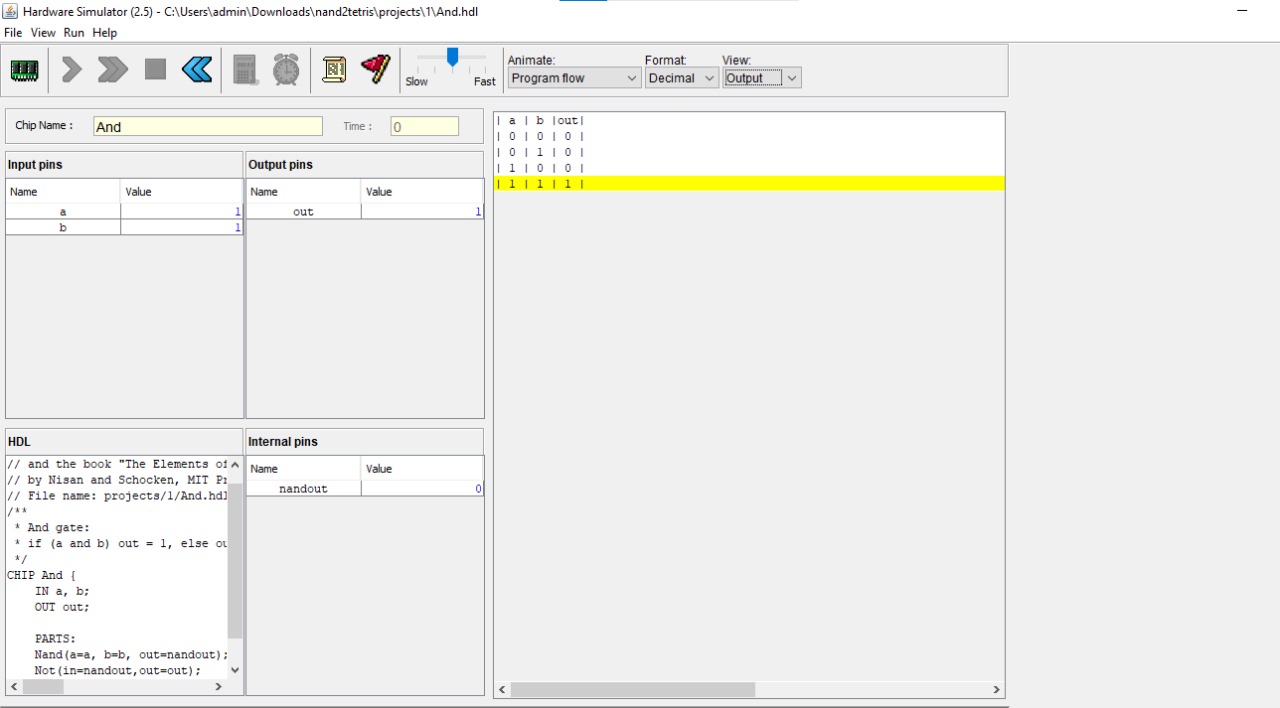 Hardware Simulator (2.5) - C:\Users\admin\Downloads\nand2tetris\projects\1\And.hdl
File View Run Help
Slow Fast
Animate: Format: View:
Program flow Decimal Output
Chip Name : And Time : 0
Input pins
Name Value
a 1
b 1
Output pins
Name Value
out 1
HDL
// and the book "The Elements of
// by Nisan and Schocken, MIT Pr
// File name: projects/1/And.hdl
/**
* And gate:
* if (a and b) out = 1, else ou
*/
CHIP And {
IN a, b;
OUT out;
PARTS:
Nand(a=a, b=b, out=nandout);
Not(in=nandout,out=out);
Internal pins
Name Value
nandout 0
| a | b |out|
| 0 | 0 | 0 |
| 0 | 1 | 0 |
| 1 | 0 | 0 |
| 1 | 1 | 1 |